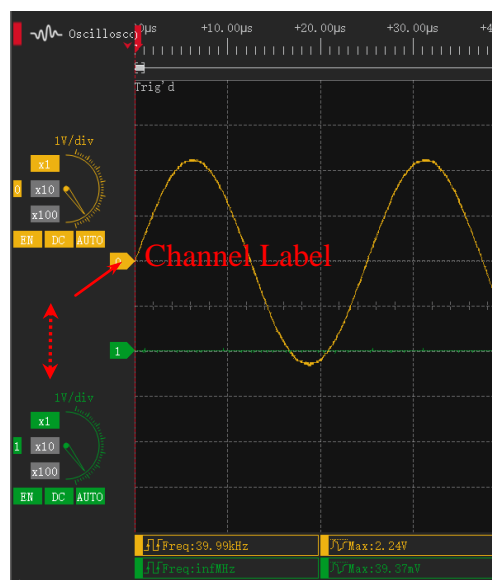 Oscillosco
0μs +10.00μs +20.00μs +30.00μs
Trig'd
1V/div
x1
0 x10
x100
EN DC AUTO
0 Channel Label
1
1V/div
x1
1 x10
x100
EN DC AUTO
Freq:39.99kHz Max:2.24V
Freq:infMHz Max:39.37mV